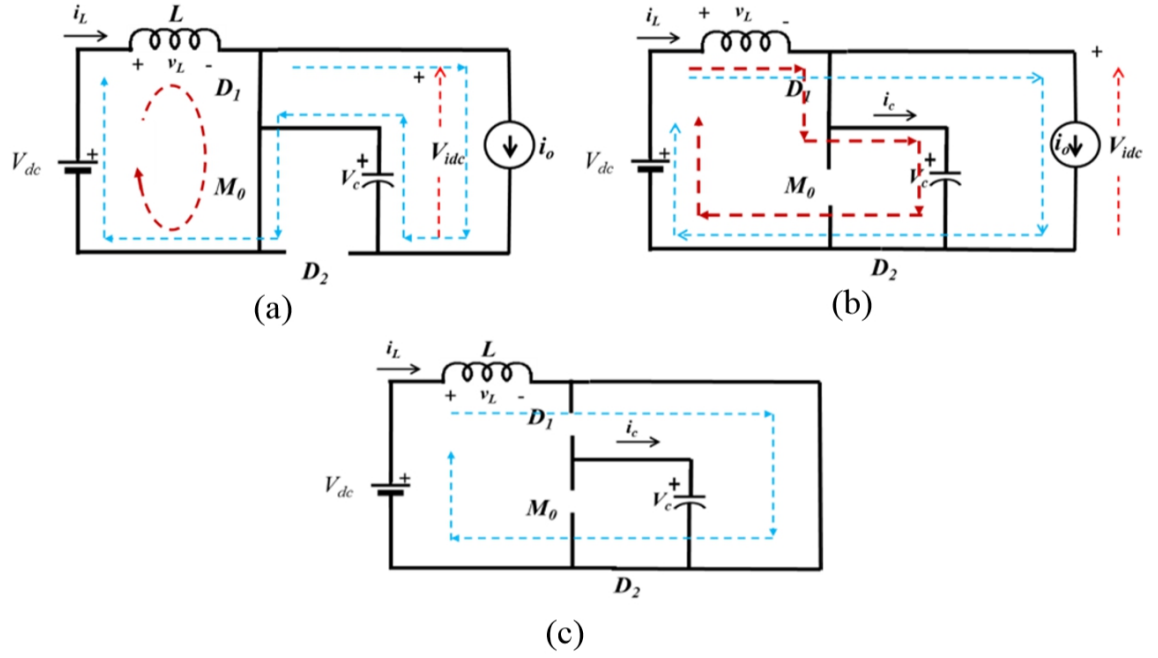 i_L L
+ v_L -
D_1
+
V_dc + M_0 + V_c V_idc i_o
D_2
(a)
i_L + v_L -
+
D_1 i_c
V_dc + M_0 + V_c i_o V_idc
D_2
(b)
i_L L
+ v_L -
D_1 i_c
V_dc + M_0 + V_c
D_2
(c)